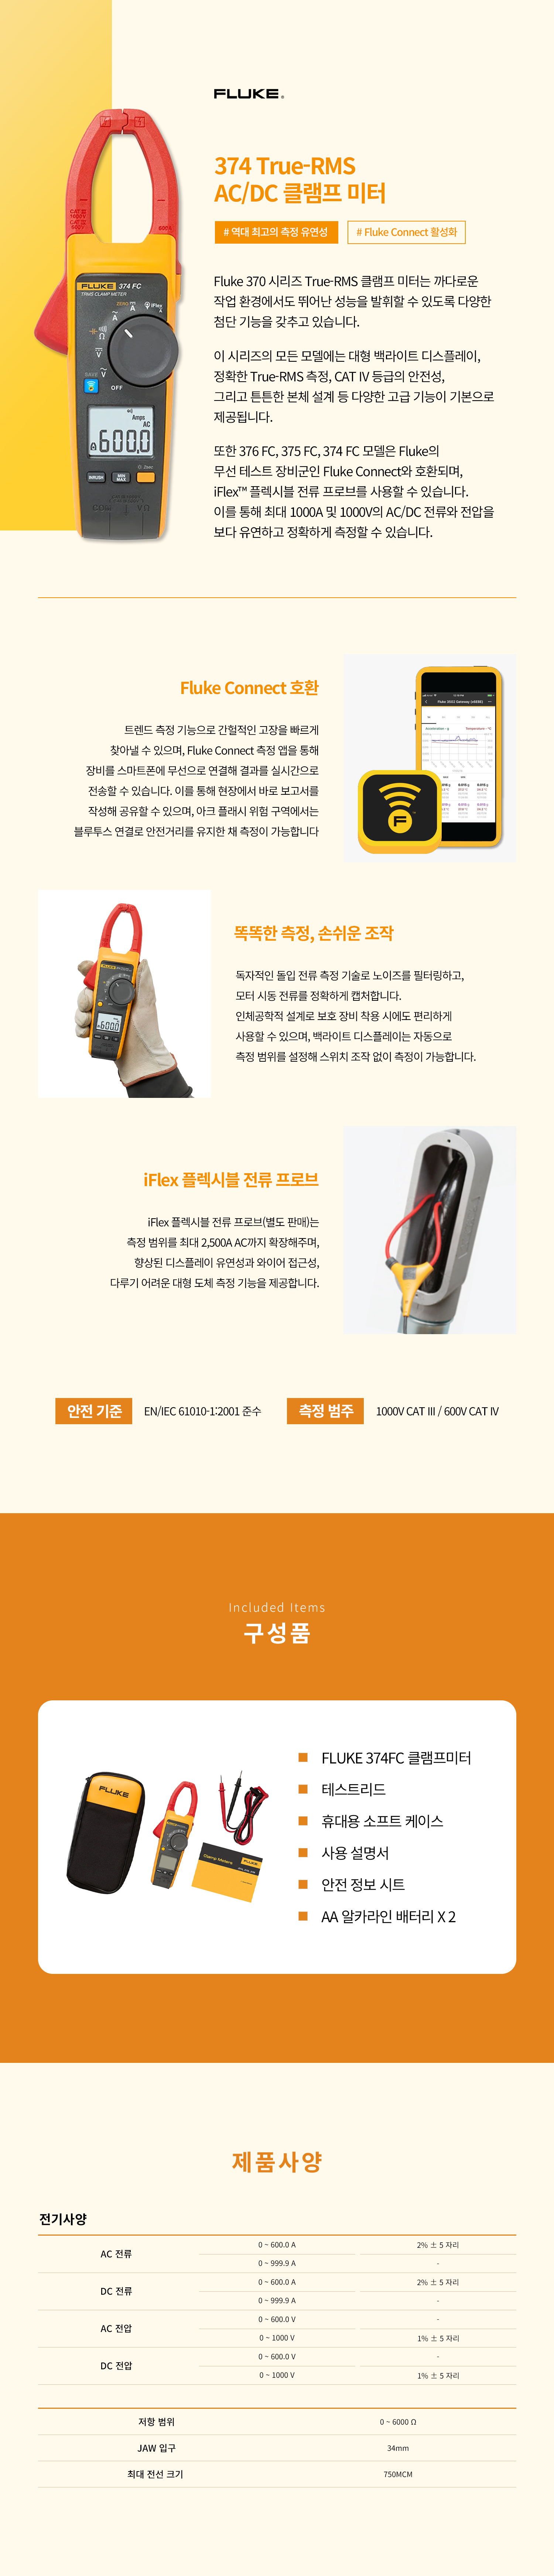 FLUKE®
374 True-RMS
AC/DC 클램프 미터
# 역대 최고의 측정 유연성
# Fluke Connect 활성화
Fluke 370 시리즈 True-RMS 클램프 미터는 까다로운
작업 환경에서도 뛰어난 성능을 발휘할 수 있도록 다양한
첨단 기능을 갖추고 있습니다.
이 시리즈의 모든 모델에는 대형 백라이트 디스플레이,
정확한 True-RMS 측정, CAT IV 등급의 안전성,
그리고 튼튼한 본체 설계 등 다양한 고급 기능이 기본으로
제공됩니다.
또한 376 FC, 375 FC, 374 FC 모델은 Fluke의
무선 테스트 장비군인 Fluke Connect와 호환되며,
iFlex™ 플렉시블 전류 프로브를 사용할 수 있습니다.
이를 통해 최대 1000A 및 1000V의 AC/DC 전류와 전압을
보다 유연하고 정확하게 측정할 수 있습니다.
CAT III
1000V
CAT IV
600V
600A
FLUKE 374 FC
TRMS CLAMP METER
ZERO
iFlex
SAVE
OFF
Amps
AC
600.0
INRUSH
MIN
MAX
COM
VΩ
Fluke Connect 호환
트렌드 측정 기능으로 간헐적인 고장을 빠르게
찾아낼 수 있으며, Fluke Connect 측정 앱을 통해
장비를 스마트폰에 무선으로 연결해 결과를 실시간으로
전송할 수 있습니다. 이를 통해 현장에서 바로 보고서를
작성해 공유할 수 있으며, 아크 플래시 위험 구역에서는
블루투스 연결로 안전거리를 유지한 채 측정이 가능합니다
F
똑똑한 측정, 손쉬운 조작
독자적인 돌입 전류 측정 기술로 노이즈를 필터링하고,
모터 시동 전류를 정확하게 캡처합니다.
인체공학적 설계로 보호 장비 착용 시에도 편리하게
사용할 수 있으며, 백라이트 디스플레이는 자동으로
측정 범위를 설정해 스위치 조작 없이 측정이 가능합니다.
FLUKE
600.0
iFlex 플렉시블 전류 프로브
iFlex 플렉시블 전류 프로브(별도 판매)는
측정 범위를 최대 2,500A AC까지 확장해주며,
향상된 디스플레이 유연성과 와이어 접근성,
다루기 어려운 대형 도체 측정 기능을 제공합니다.
안전 기준 EN/IEC 61010-1:2001 준수
측정 범주 1000V CAT III / 600V CAT IV
Included Items
구성품
FLUKE
Clamp Meters
FLUKE
FLUKE 374FC 클램프미터
테스트리드
휴대용 소프트 케이스
사용 설명서
안전 정보 시트
AA 알카라인 배터리 X 2
제품사양
전기사양
AC 전류 0 ~ 600.0 A 2% ± 5 자리
0 ~ 999.9 A -
DC 전류 0 ~ 600.0 A 2% ± 5 자리
0 ~ 999.9 A -
AC 전압 0 ~ 600.0 V -
0 ~ 1000 V 1% ± 5 자리
DC 전압 0 ~ 600.0 V -
0 ~ 1000 V 1% ± 5 자리
저항 범위 0 ~ 6000 Ω
JAW 입구 34mm
최대 전선 크기 750MCM